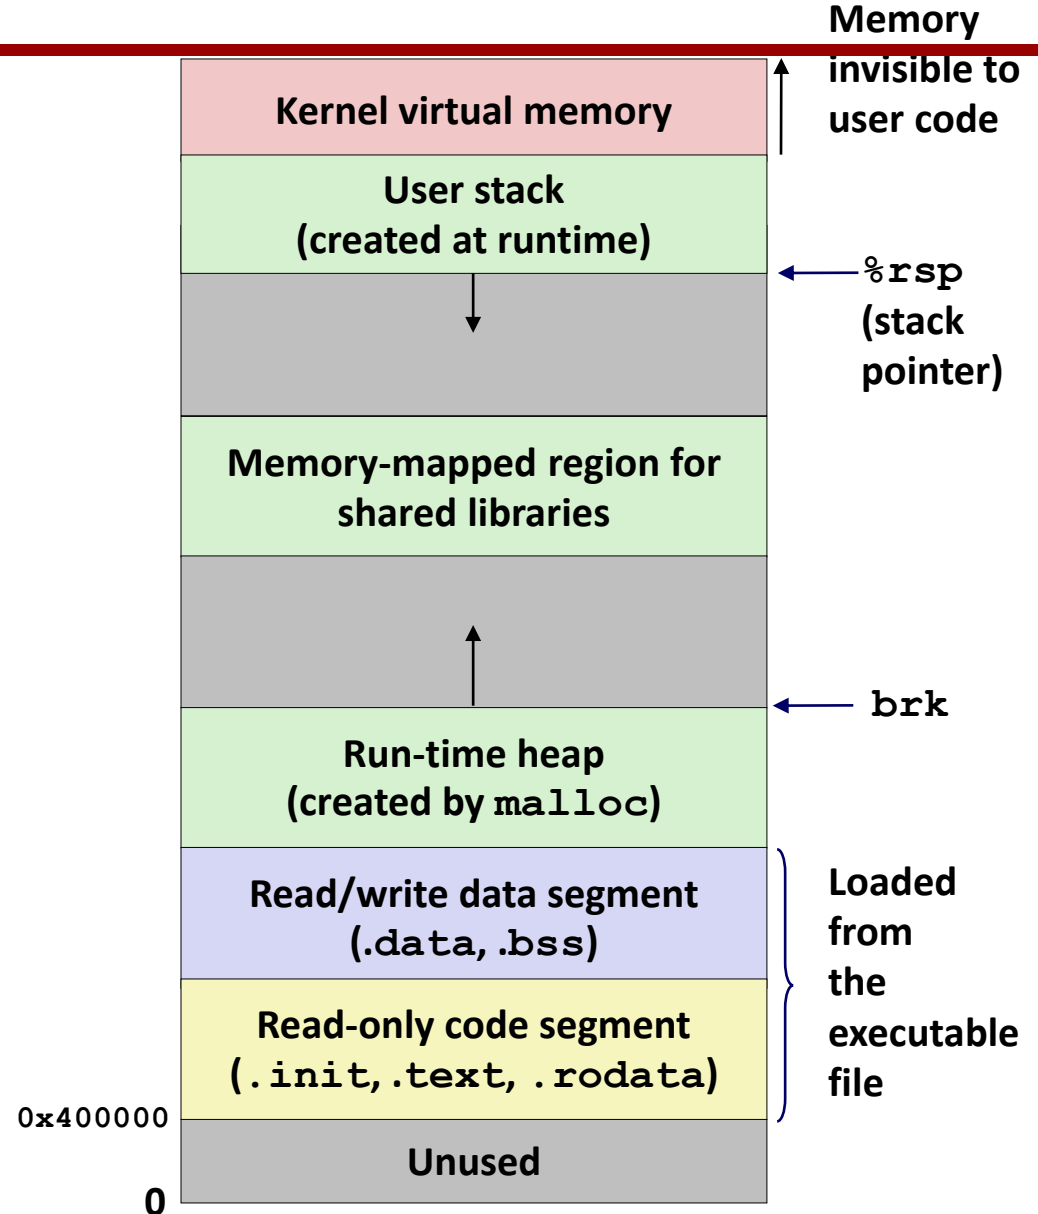 Memory
invisible to
user code
Kernel virtual memory
User stack
(created at runtime)
%rsp
(stack
pointer)
Memory-mapped region for
shared libraries
brk
Run-time heap
(created by malloc)
Read/write data segment
(.data, .bss)
Loaded
from
the
executable
file
Read-only code segment
(.init, .text, .rodata)
0x400000
Unused
0